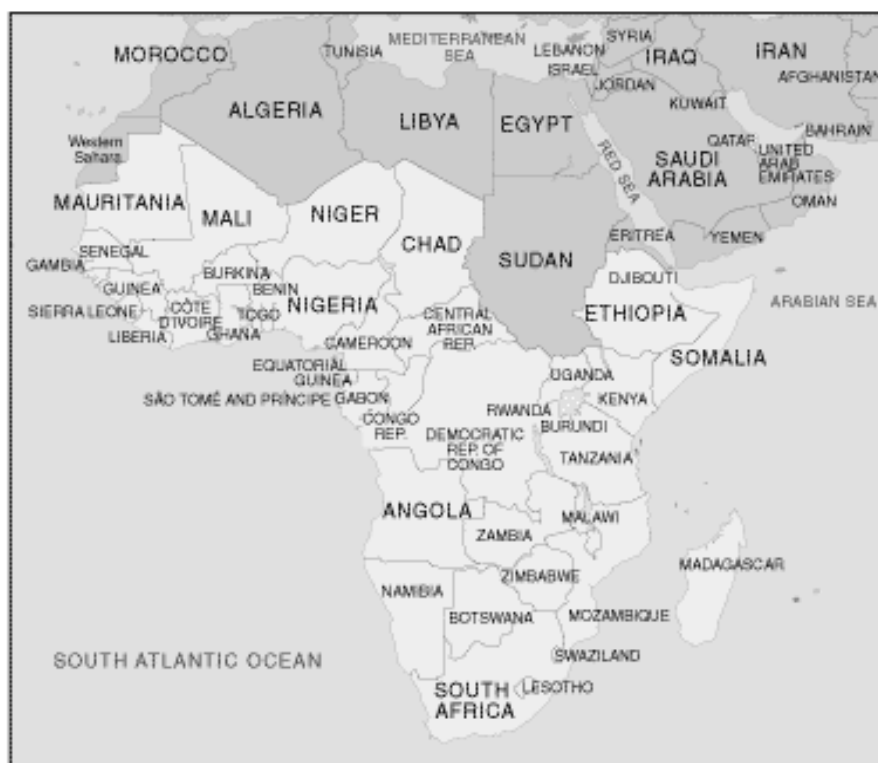 MOROCCO
TUNISIA
MEDITERRANEAN
SEA
SYRIA
LEBANON
ISRAEL
IRAQ
IRAN
JORDAN
AFGHANISTAN
KUWAIT
ALGERIA
LIBYA
EGYPT
Western
Sahara
RED SEA
QATAR
BAHRAIN
SAUDI
ARABIA
UNITED
ARAB
EMIRATES
OMAN
MAURITANIA
MALI
NIGER
CHAD
SUDAN
ERITREA
YEMEN
SENEGAL
GAMBIA
BURKINA
DJIBOUTI
GUINEA
BENIN
NIGERIA
ARABIAN SEA
SIERRA LEONE
CÔTE
D'IVOIRE
TOGO
CENTRAL
AFRICAN
REP.
ETHIOPIA
LIBERIA
GHANA
CAMEROON
SOMALIA
EQUATORIAL
GUINEA
UGANDA
SÃO TOMÉ AND PRÍNCIPE
GABON
KENYA
CONGO
REP.
RWANDA
BURUNDI
DEMOCRATIC
REP. OF
CONGO
TANZANIA
ANGOLA
MALAWI
ZAMBIA
MADAGASCAR
ZIMBABWE
NAMIBIA
BOTSWANA
MOZAMBIQUE
SOUTH ATLANTIC OCEAN
SWAZILAND
SOUTH
AFRICA
LESOTHO